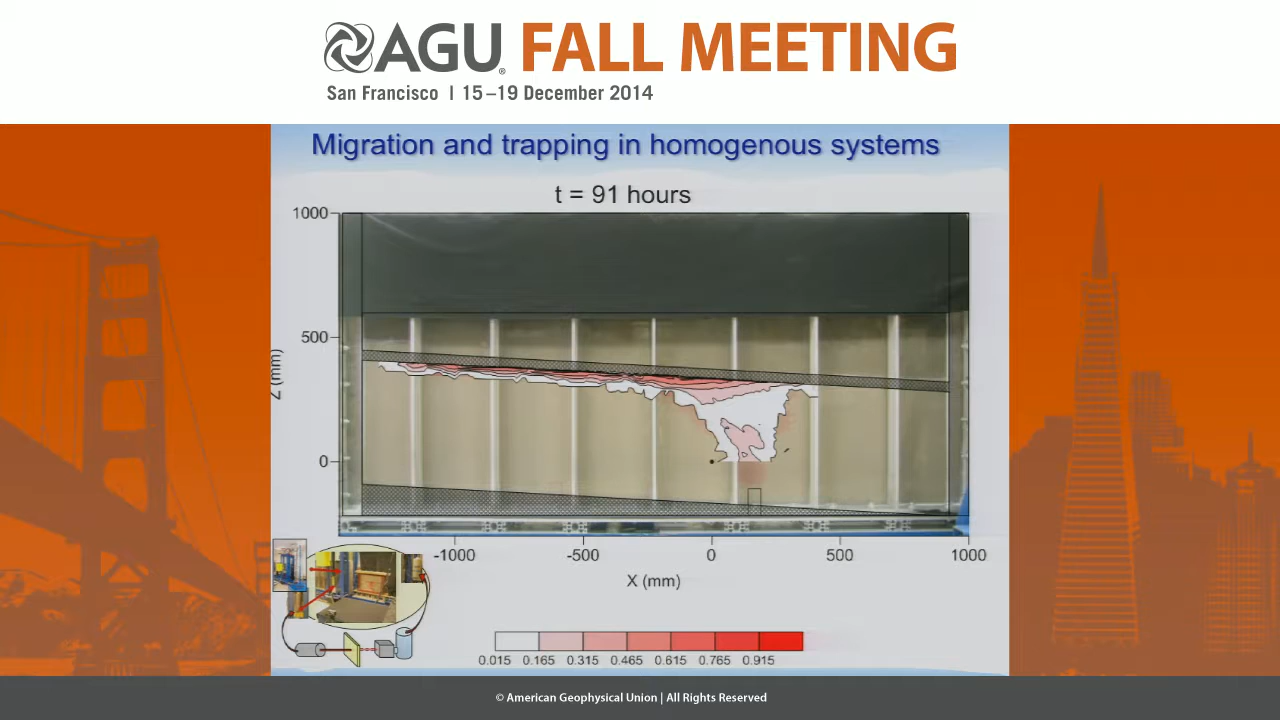 AGU FALL MEETING
San Francisco | 15–19 December 2014
Migration and trapping in homogenous systems
t = 91 hours
1000
500
0
Z (mm)
-1000 -500 0 500 1000
X (mm)
0.015 0.165 0.315 0.465 0.615 0.765 0.915
© American Geophysical Union | All Rights Reserved